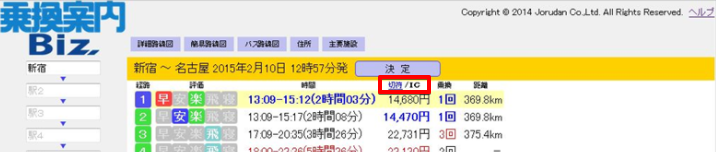 乗換案内
Biz.
Copyright © 2014 Jorudan Co.,Ltd. All Rights Reserved. ヘルプ
詳細路線図 簡易路線図 バス路線図 住所 主要施設
新宿 ～ 名古屋 2015年2月10日 12時57分発 決定
新宿
駅2
駅3
駅4
経路 評価 時間 切符/IC 乗換 距離
1 早安楽飛寝 13:09-15:12(2時間03分) 14,680円 1回 369.8km
2 早安楽飛寝 13:09-15:17(2時間08分) 14,470円 1回 369.8km
3 早安楽飛寝 17:09-20:35(3時間26分) 22,731円 3回 375.4km